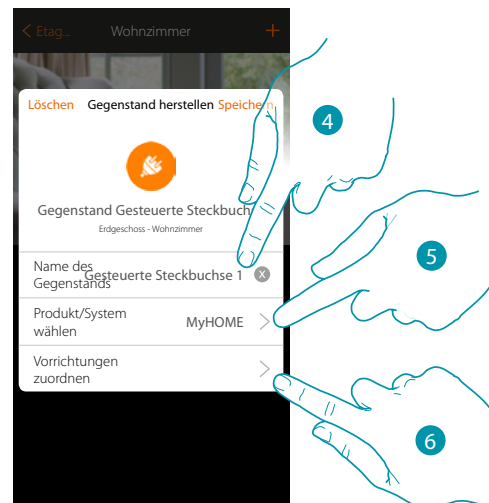 < Etag... Wohnzimmer +
Löschen Gegenstand herstellen Speichern
4
Gegenstand Gesteuerte Steckbuch
Erdgeschoss - Wohnzimmer
Name des
Gegenstands
Gesteuerte Steckbuchse 1 x
5
Produkt/System
wählen
MyHOME >
Vorrichtungen
zuordnen
>
6